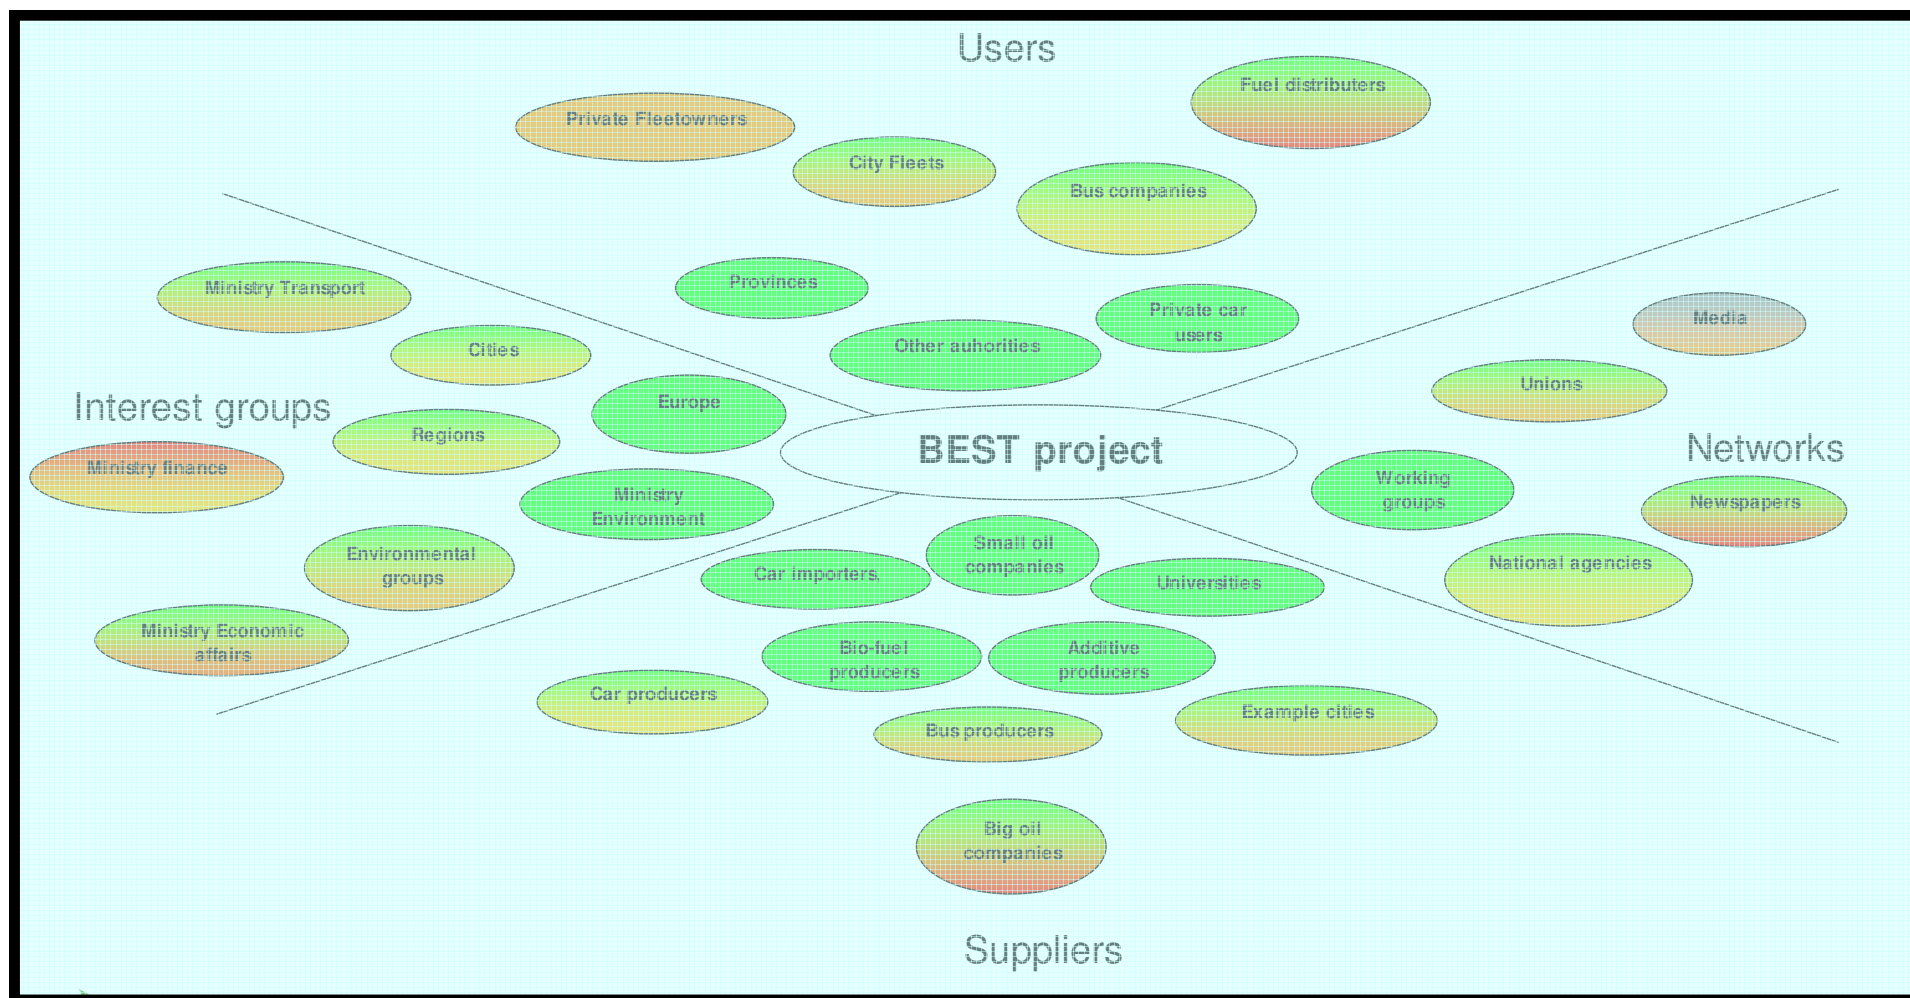 Users
Fuel distributers
Private Fleetowners
City Fleets
Bus companies
Provinces
Private car
users
Other auhorities
Ministry Transport
Cities
Europe
Interest groups
Regions
Ministry finance
Ministry
Environment
Environmental
groups
Ministry Economic
affairs
BEST project
Media
Unions
Networks
Working
groups
Newspapers
National agencies
Small oil
companies
Car importers
Universities
Bio-fuel
producers
Additive
producers
Car producers
Bus producers
Example cities
Big oil
companies
Suppliers